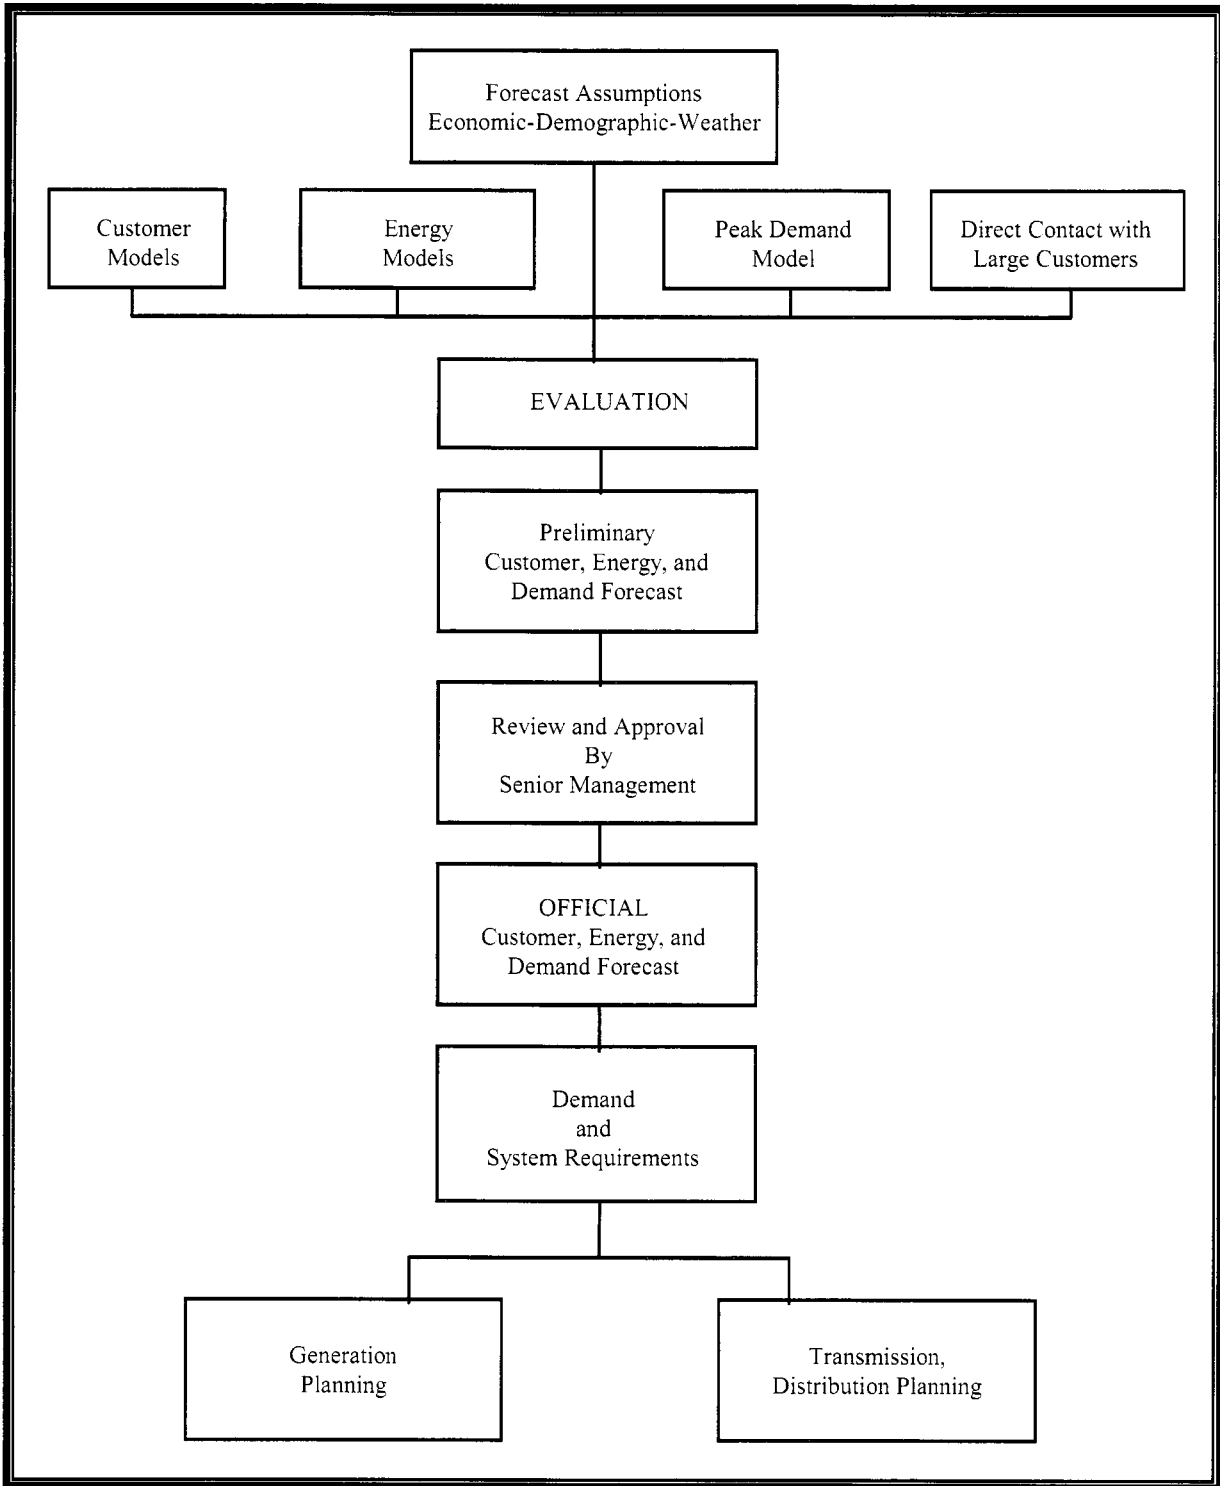 Forecast Assumptions
Economic-Demographic-Weather
Customer
Models
Energy
Models
Peak Demand
Model
Direct Contact with
Large Customers
EVALUATION
Preliminary
Customer, Energy, and
Demand Forecast
Review and Approval
By
Senior Management
OFFICIAL
Customer, Energy, and
Demand Forecast
Demand
and
System Requirements
Generation
Planning
Transmission,
Distribution Planning